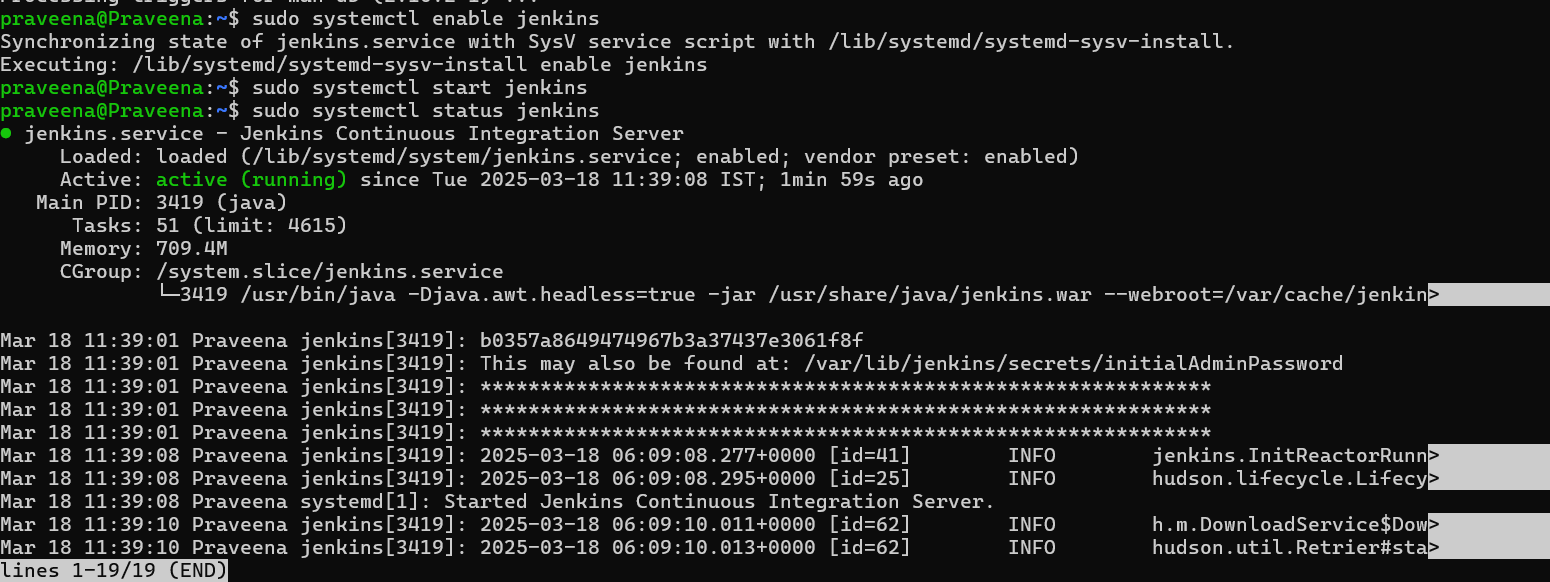 praveena@Praveena:~$ sudo systemctl enable jenkins
Synchronizing state of jenkins.service with SysV service script with /lib/systemd/systemd-sysv-install.
Executing: /lib/systemd/systemd-sysv-install enable jenkins
praveena@Praveena:~$ sudo systemctl start jenkins
praveena@Praveena:~$ sudo systemctl status jenkins
● jenkins.service - Jenkins Continuous Integration Server
     Loaded: loaded (/lib/systemd/system/jenkins.service; enabled; vendor preset: enabled)
     Active: active (running) since Tue 2025-03-18 11:39:08 IST; 1min 59s ago
   Main PID: 3419 (java)
      Tasks: 51 (limit: 4615)
     Memory: 709.4M
     CGroup: /system.slice/jenkins.service
             └─3419 /usr/bin/java -Djava.awt.headless=true -jar /usr/share/java/jenkins.war --webroot=/var/cache/jenkin>
Mar 18 11:39:01 Praveena jenkins[3419]: b0357a8649474967b3a37437e3061f8f
Mar 18 11:39:01 Praveena jenkins[3419]: This may also be found at: /var/lib/jenkins/secrets/initialAdminPassword
Mar 18 11:39:01 Praveena jenkins[3419]: *************************************************************
Mar 18 11:39:01 Praveena jenkins[3419]: *************************************************************
Mar 18 11:39:01 Praveena jenkins[3419]: *************************************************************
Mar 18 11:39:08 Praveena jenkins[3419]: 2025-03-18 06:09:08.277+0000 [id=41]        INFO        jenkins.InitReactorRunn>
Mar 18 11:39:08 Praveena jenkins[3419]: 2025-03-18 06:09:08.295+0000 [id=25]        INFO        hudson.lifecycle.Lifecy>
Mar 18 11:39:08 Praveena systemd[1]: Started Jenkins Continuous Integration Server.
Mar 18 11:39:10 Praveena jenkins[3419]: 2025-03-18 06:09:10.011+0000 [id=62]        INFO        h.m.DownloadService$Dow>
Mar 18 11:39:10 Praveena jenkins[3419]: 2025-03-18 06:09:10.013+0000 [id=62]        INFO        hudson.util.Retrier#sta>
lines 1-19/19 (END)